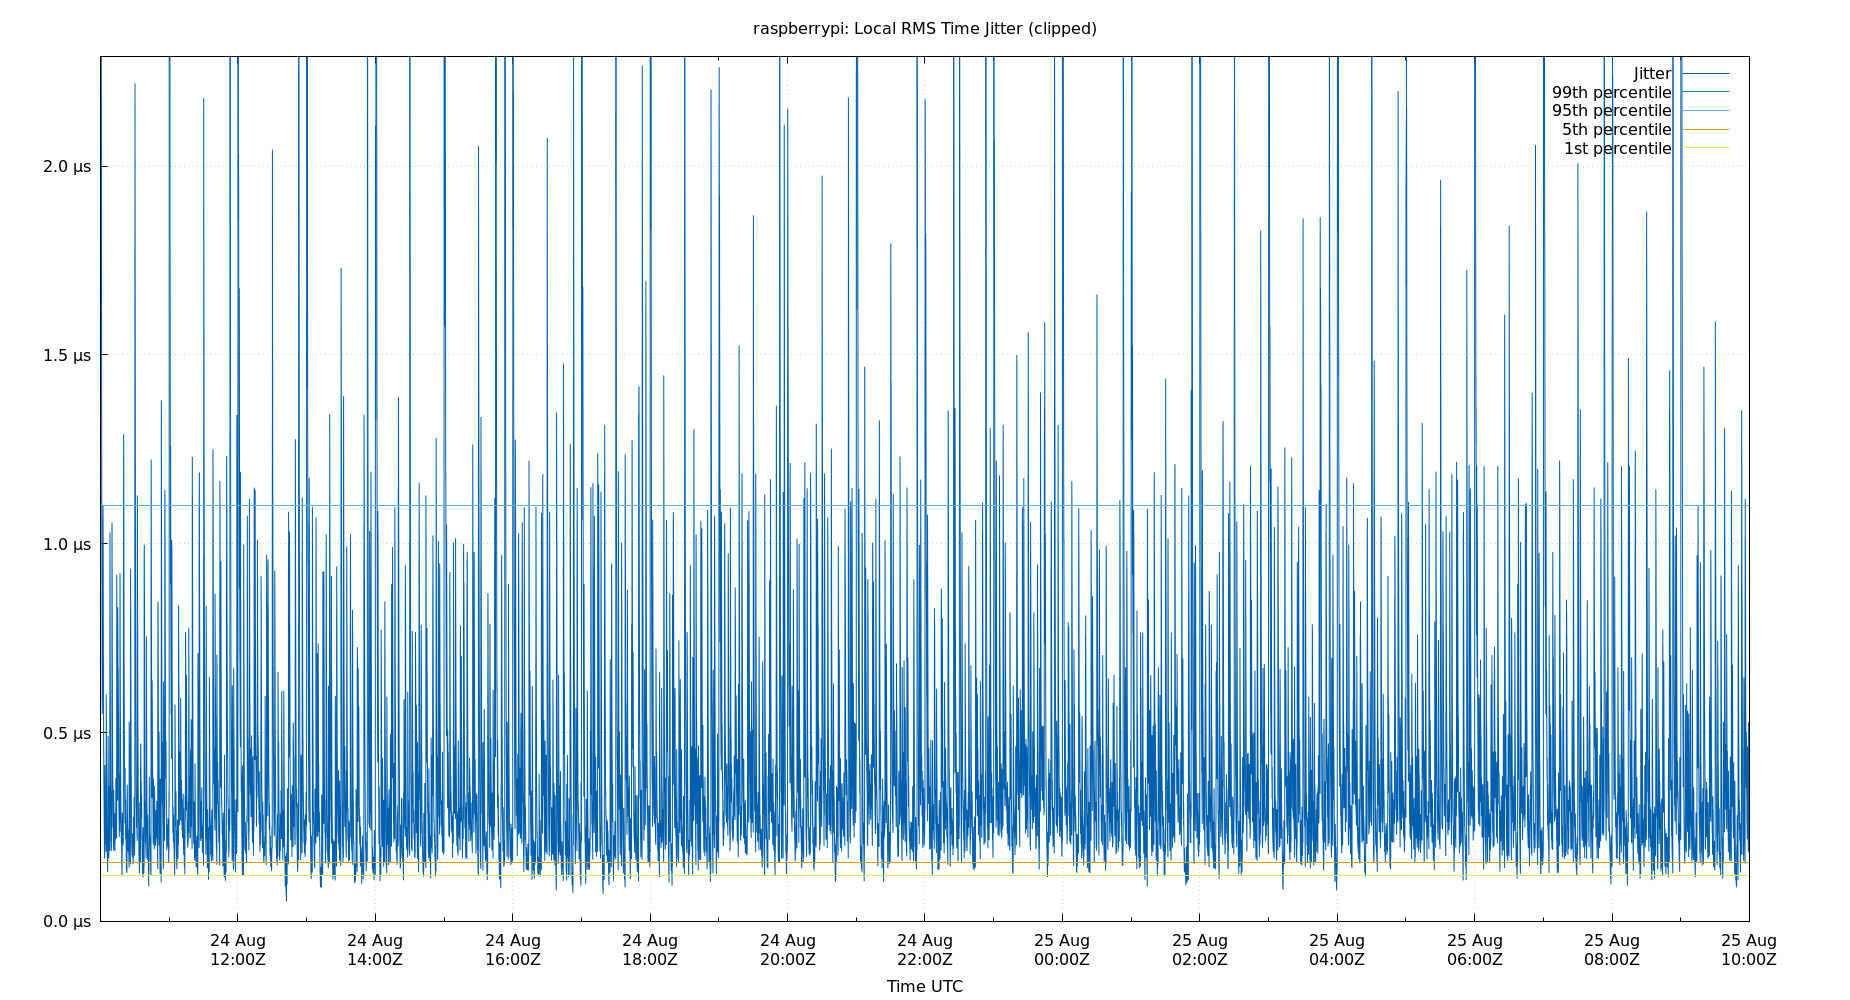 raspberrypi: Local RMS Time Jitter (clipped)
Jitter
99th percentile
95th percentile
5th percentile
1st percentile
2.0 µs
1.5 µs
1.0 µs
0.5 µs
0.0 µs
24 Aug 24 Aug 24 Aug 24 Aug 24 Aug 24 Aug 25 Aug 25 Aug 25 Aug 25 Aug 25 Aug 25 Aug
12:00Z 14:00Z 16:00Z 18:00Z 20:00Z 22:00Z 00:00Z 02:00Z 04:00Z 06:00Z 08:00Z 10:00Z
Time UTC